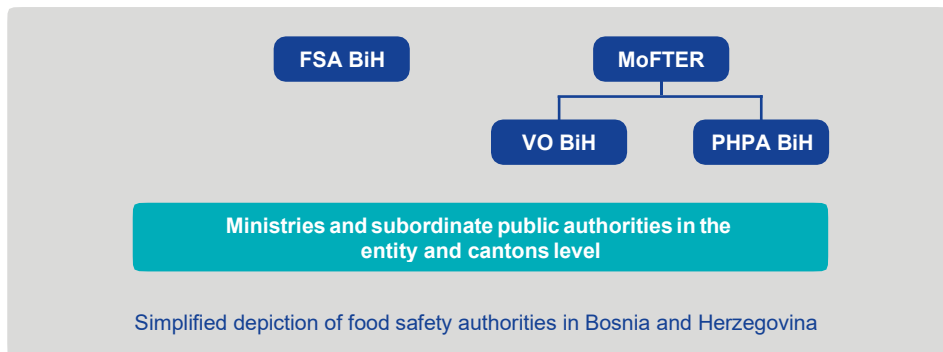 FSA BiH
MoFTER
VO BiH
PHPA BiH
Ministries and subordinate public authorities in the
entity and cantons level
Simplified depiction of food safety authorities in Bosnia and Herzegovina